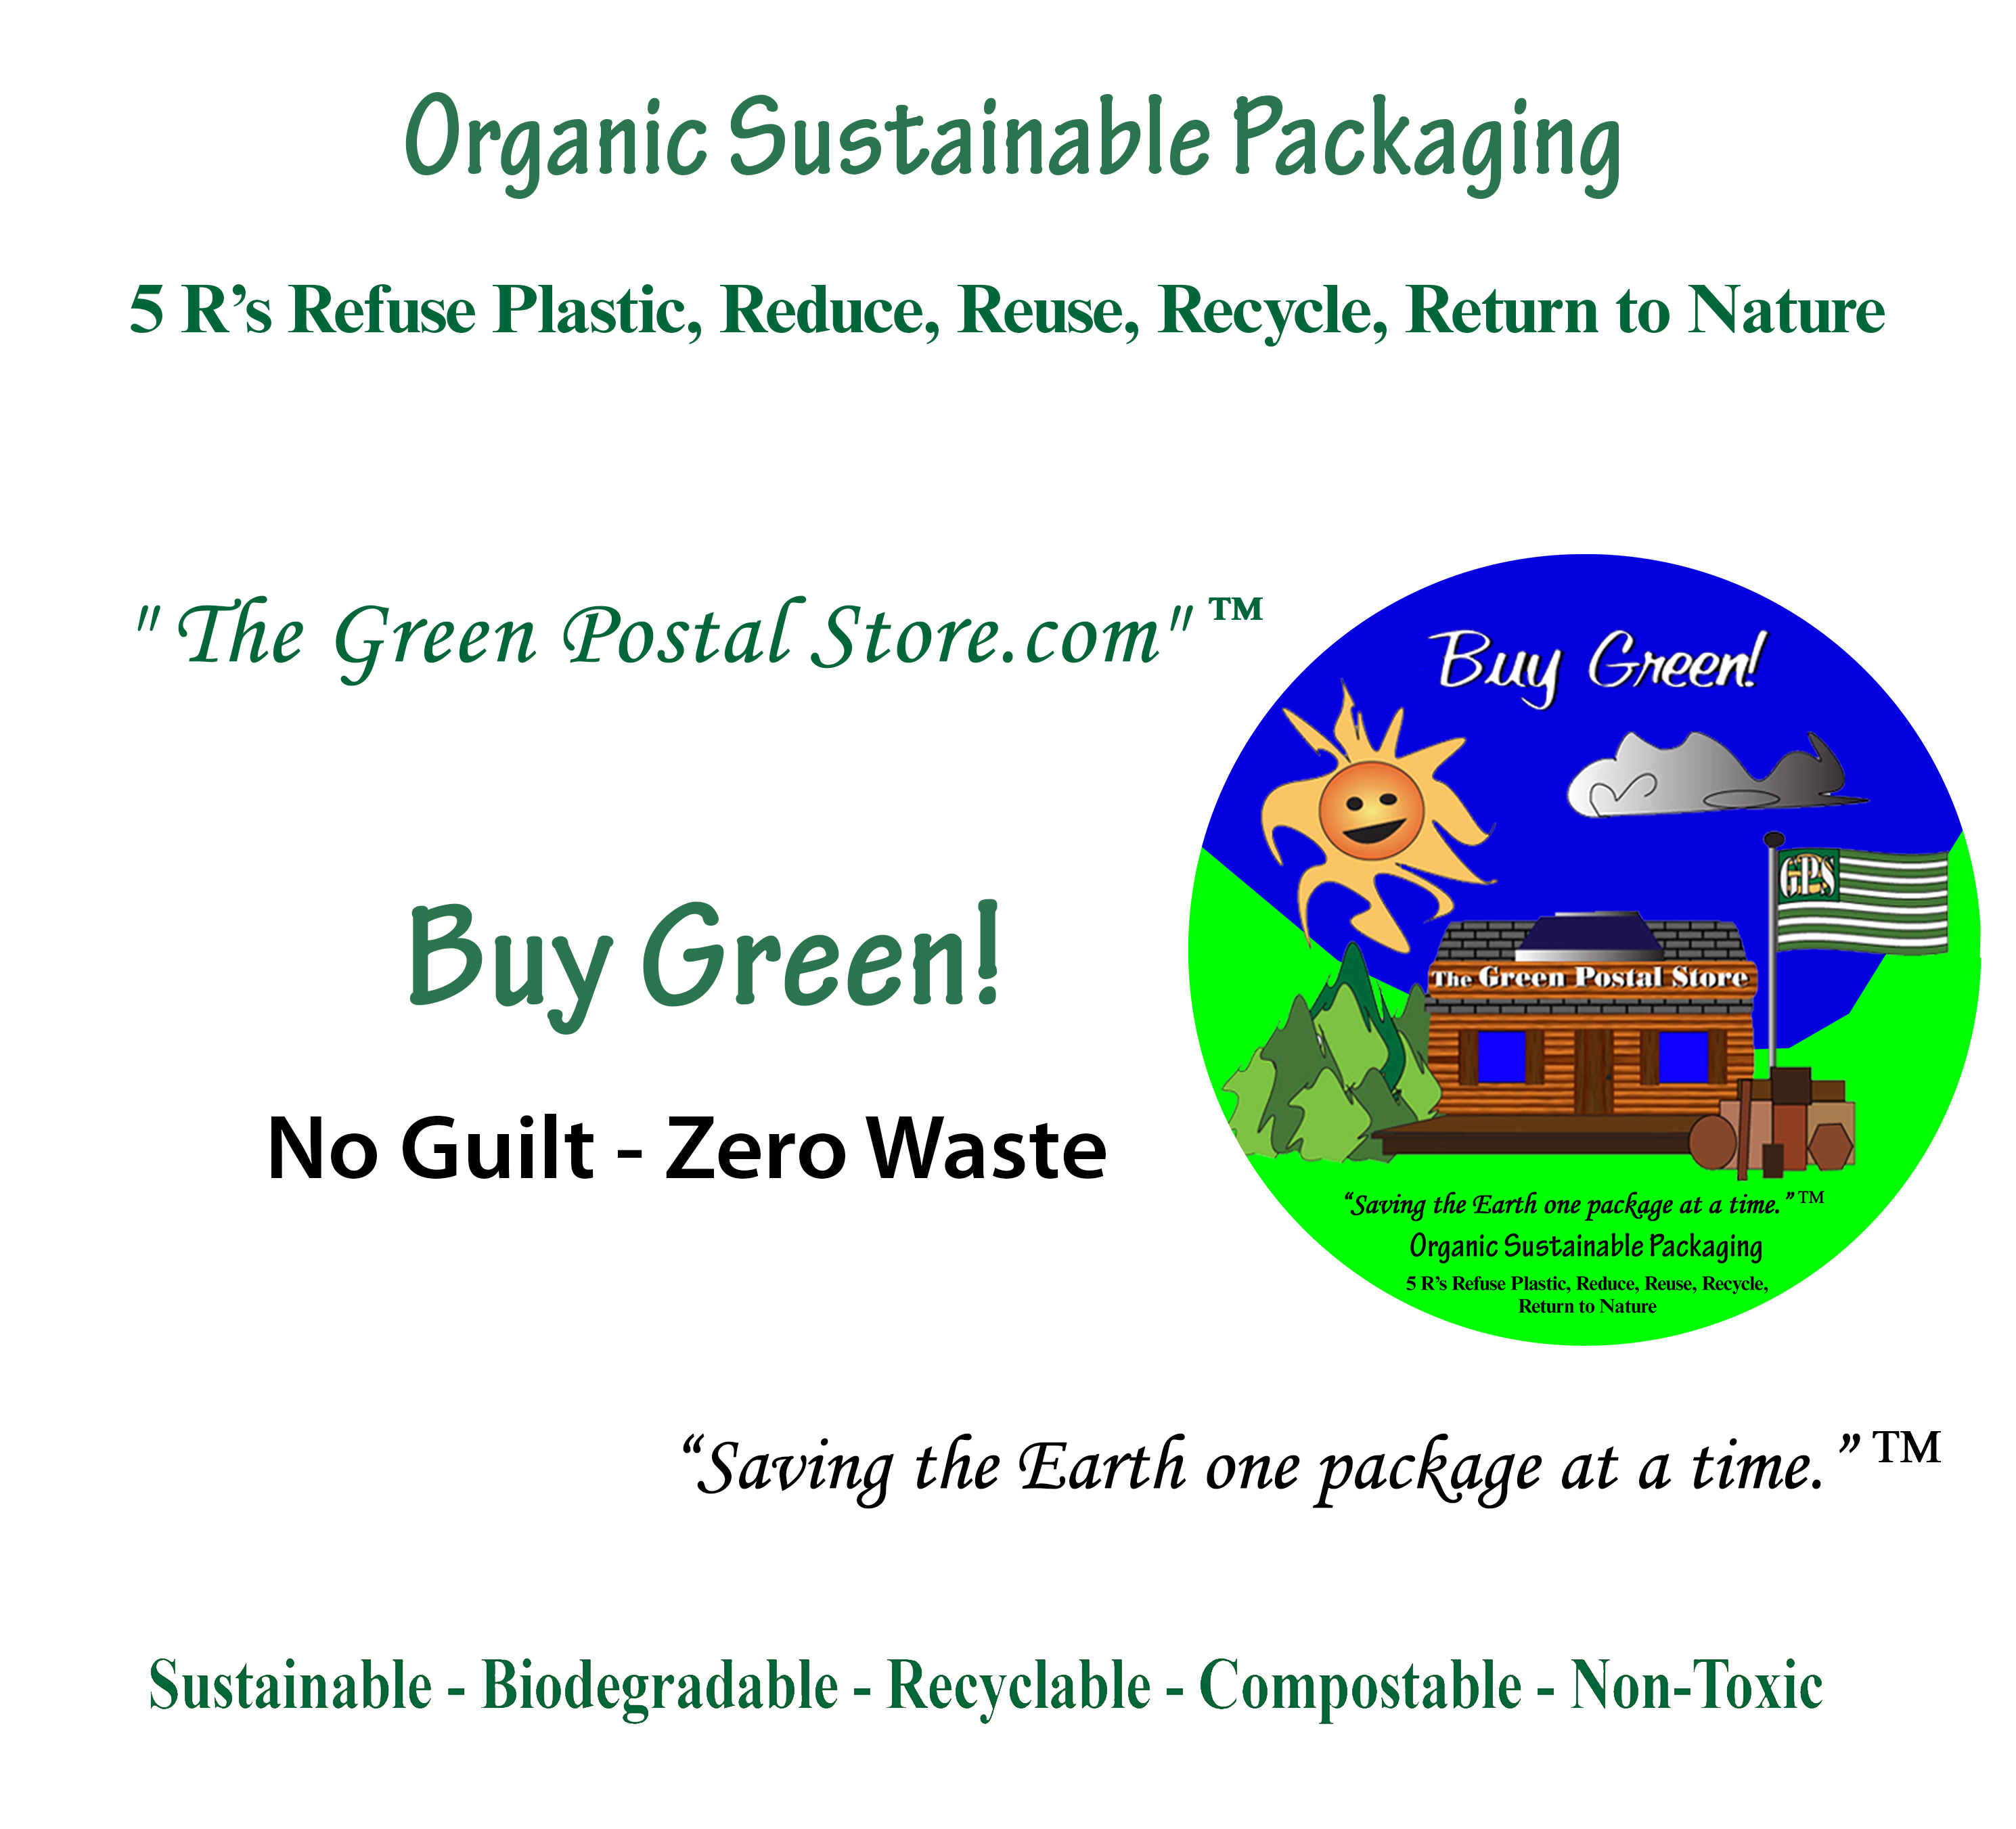 Organic Sustainable Packaging
5 R’s Refuse Plastic, Reduce, Reuse, Recycle, Return to Nature
"The Green Postal Store.com"™
Buy Green!
GPS
The Green Postal Store
Buy Green!
No Guilt - Zero Waste
“Saving the Earth one package at a time.”™
Organic Sustainable Packaging
5 R’s Refuse Plastic, Reduce, Reuse, Recycle,
Return to Nature
“Saving the Earth one package at a time.”™
Sustainable - Biodegradable - Recyclable - Compostable - Non-Toxic